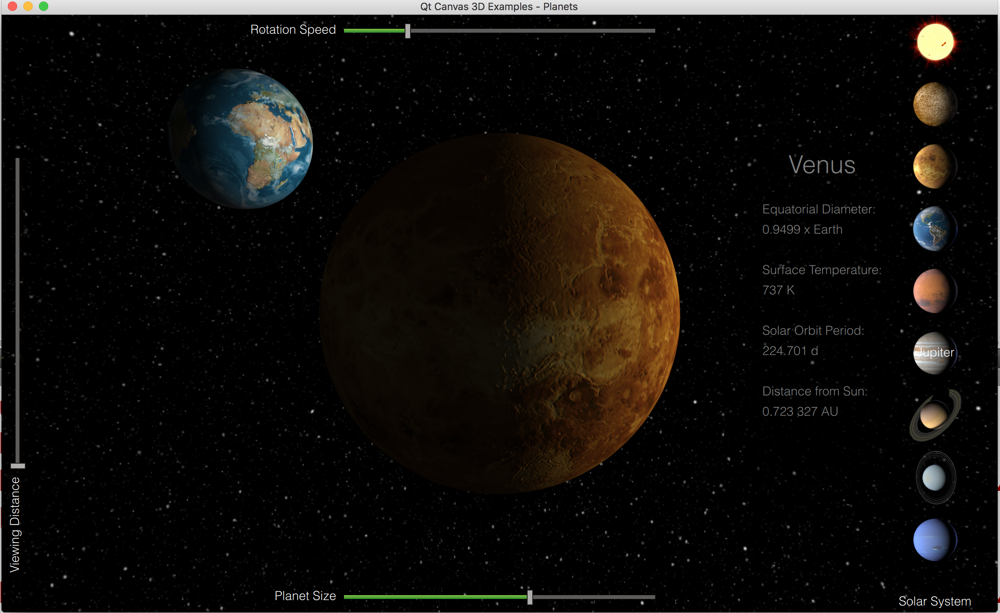 Qt Canvas 3D Examples - Planets
Rotation Speed
Venus
Equatorial Diameter:
0.9499 x Earth
Surface Temperature:
737 K
Solar Orbit Period:
224.701 d
Jupiter
Distance from Sun:
0.723 327 AU
Viewing Distance
Planet Size
Solar System